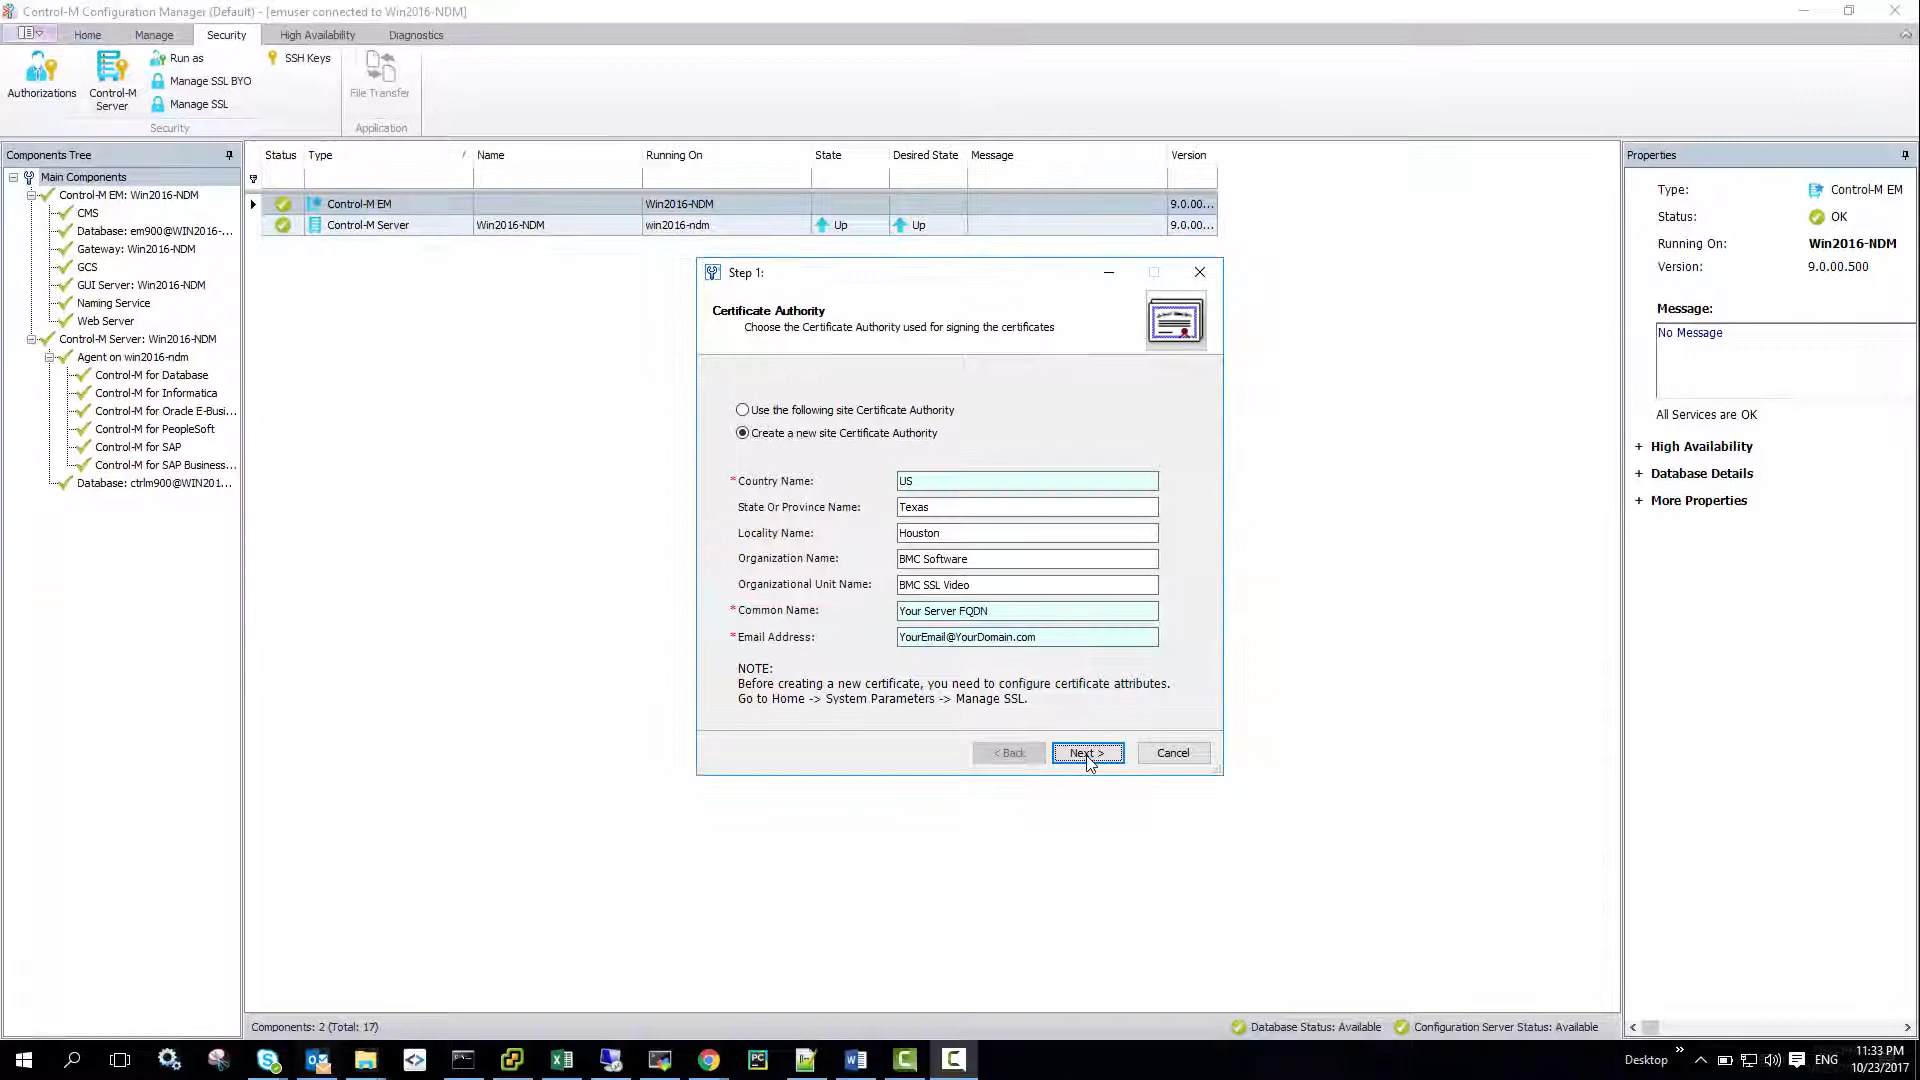 Control-M Configuration Manager (Default) - [emuser connected to Win2016-NDM]
Home Manage Security High Availability Diagnostics
Authorizations
Control-M Server
Run as
Manage SSL BYO
Manage SSL
SSH Keys
File Transfer
Security
Application
Components Tree
Main Components
Control-M EM: Win2016-NDM
CMS
Database: em900@WIN2016-...
Gateway: Win2016-NDM
GCS
GUI Server: Win2016-NDM
Naming Service
Web Server
Control-M Server: Win2016-NDM
Agent on win2016-ndm
Control-M for Database
Control-M for Informatica
Control-M for Oracle E-Busi...
Control-M for PeopleSoft
Control-M for SAP
Control-M for SAP Business...
Database: ctrlm900@WIN201...
Status Type / Name Running On State Desired State Message Version
Control-M EM Win2016-NDM 9.0.00...
Control-M Server Win2016-NDM win2016-ndm Up Up 9.0.00...
Step 1:
Certificate Authority
Choose the Certificate Authority used for signing the certificates
Use the following site Certificate Authority
Create a new site Certificate Authority
* Country Name: US
State Or Province Name: Texas
Locality Name: Houston
Organization Name: BMC Software
Organizational Unit Name: BMC SSL Video
* Common Name: Your Server FQDN
* Email Address: YourEmail@YourDomain.com
NOTE:
Before creating a new certificate, you need to configure certificate attributes.
Go to Home -> System Parameters -> Manage SSL.
< Back Next > Cancel
Properties
Type: Control-M EM
Status: OK
Running On: Win2016-NDM
Version: 9.0.00.500
Message:
No Message
All Services are OK
+ High Availability
+ Database Details
+ More Properties
Components: 2 (Total: 17)
Database Status: Available Configuration Server Status: Available
Desktop » ENG 11:33 PM
10/23/2017